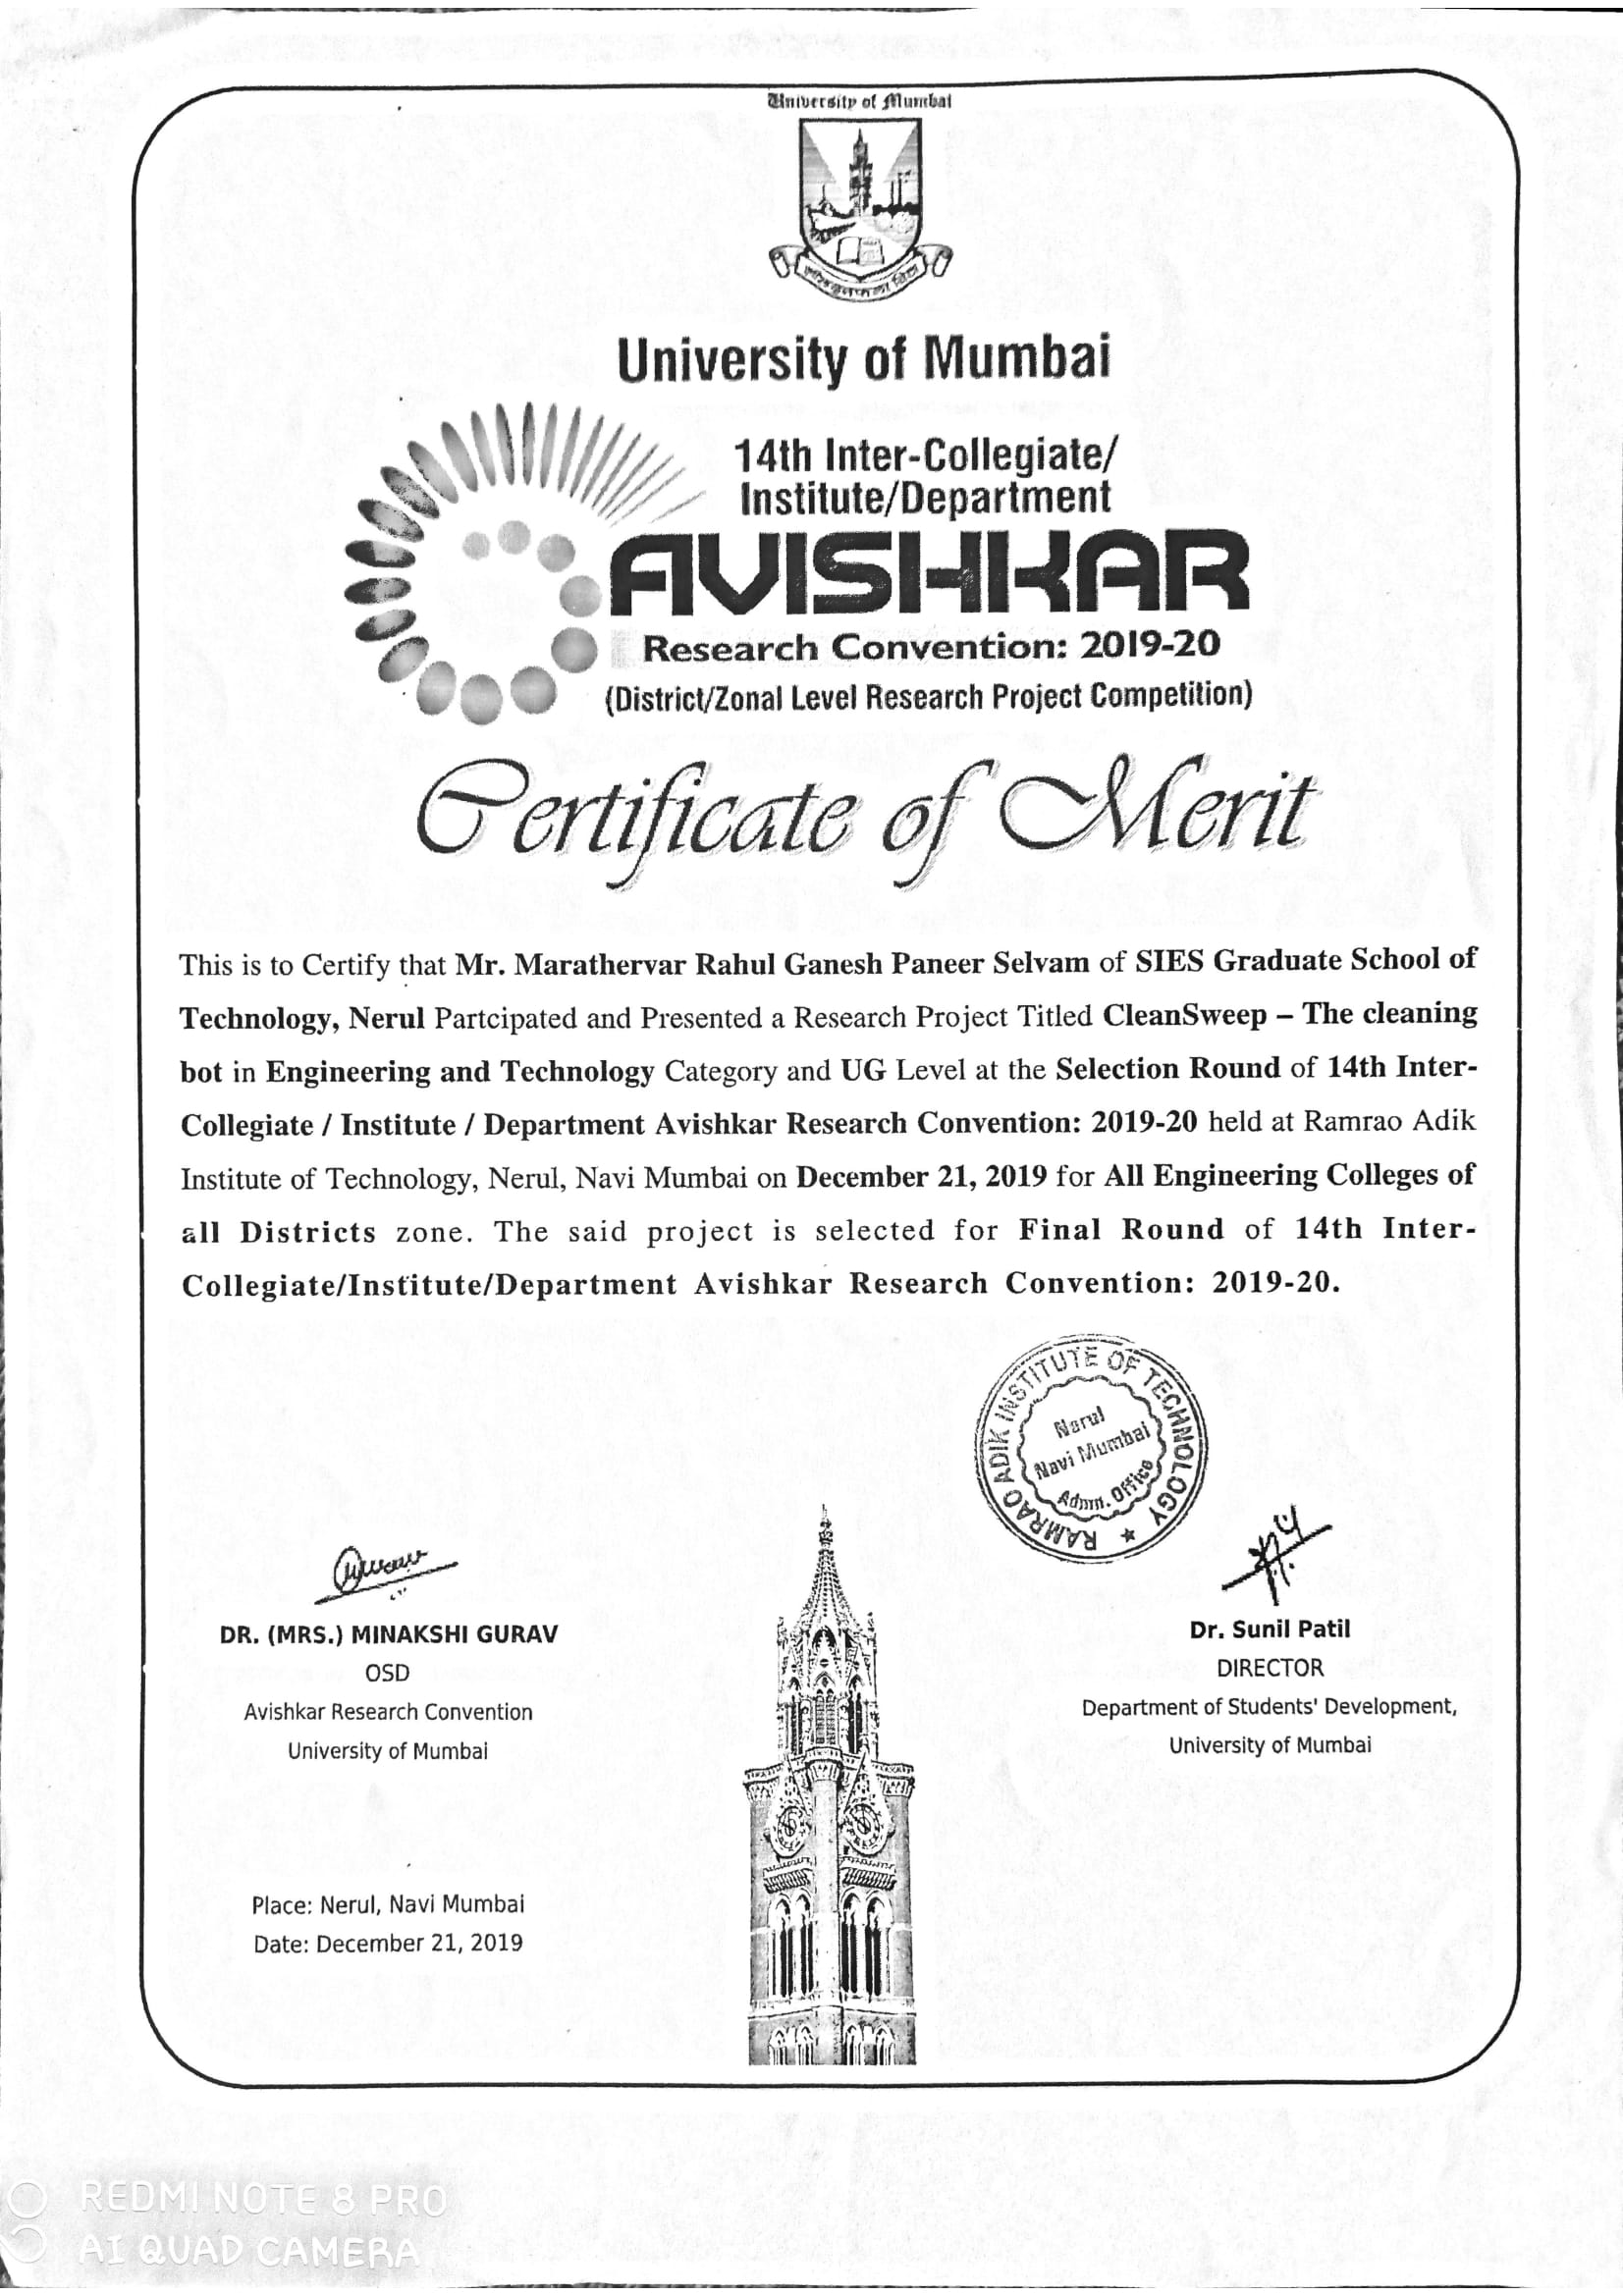 University of Mumbai
University of Mumbai
14th Inter-Collegiate/
Institute/Department
AVISHKAR
Research Convention: 2019-20
(District/Zonal Level Research Project Competition)
Certificate of Merit
This is to Certify that Mr. Marathervar Rahul Ganesh Paneer Selvam of SIES Graduate School of
Technology, Nerul Partcipated and Presented a Research Project Titled CleanSweep – The cleaning
bot in Engineering and Technology Category and UG Level at the Selection Round of 14th Inter-
Collegiate / Institute / Department Avishkar Research Convention: 2019-20 held at Ramrao Adik
Institute of Technology, Nerul, Navi Mumbai on December 21, 2019 for All Engineering Colleges of
all Districts zone. The said project is selected for Final Round of 14th Inter-
Collegiate/Institute/Department Avishkar Research Convention: 2019-20.
RAMRAO ADIK INSTITUTE OF TECHNOLOGY
Nerul
Navi Mumbai
Admn. Office
DR. (MRS.) MINAKSHI GURAV
OSD
Avishkar Research Convention
University of Mumbai
Dr. Sunil Patil
DIRECTOR
Department of Students' Development,
University of Mumbai
Place: Nerul, Navi Mumbai
Date: December 21, 2019
REDMI NOTE 8 PRO
AI QUAD CAMERA